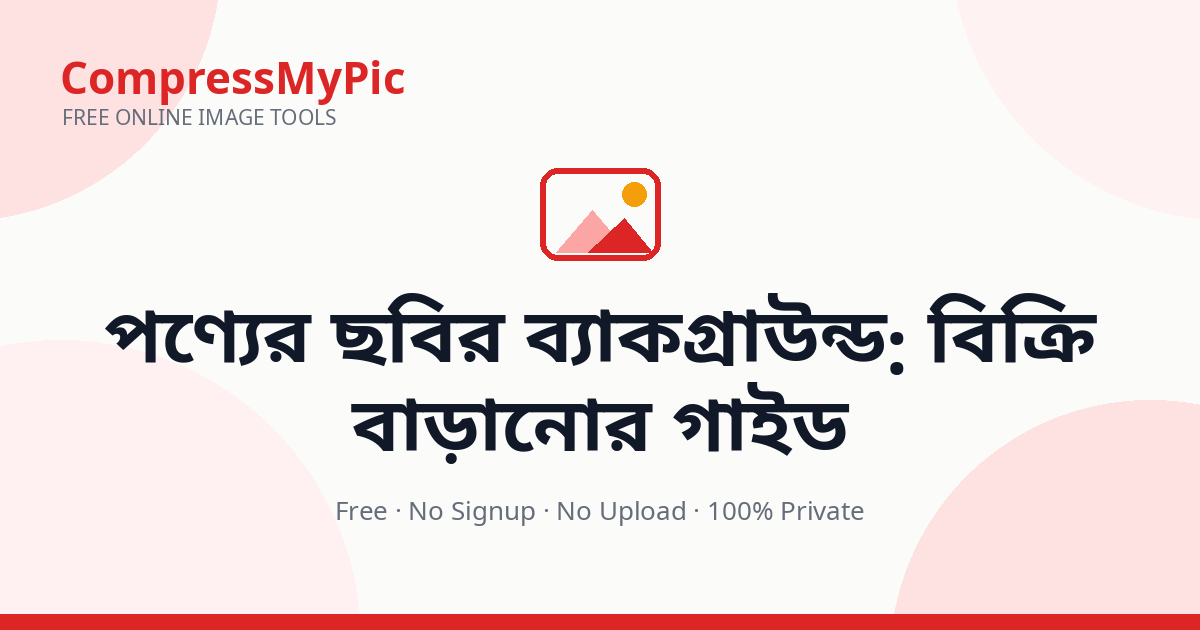 CompressMyPic
FREE ONLINE IMAGE TOOLS
পণ্যের ছবির ব্যাকগ্রাউন্ড: বিক্রি
বাড়ানোর গাইড
Free · No Signup · No Upload · 100% Private